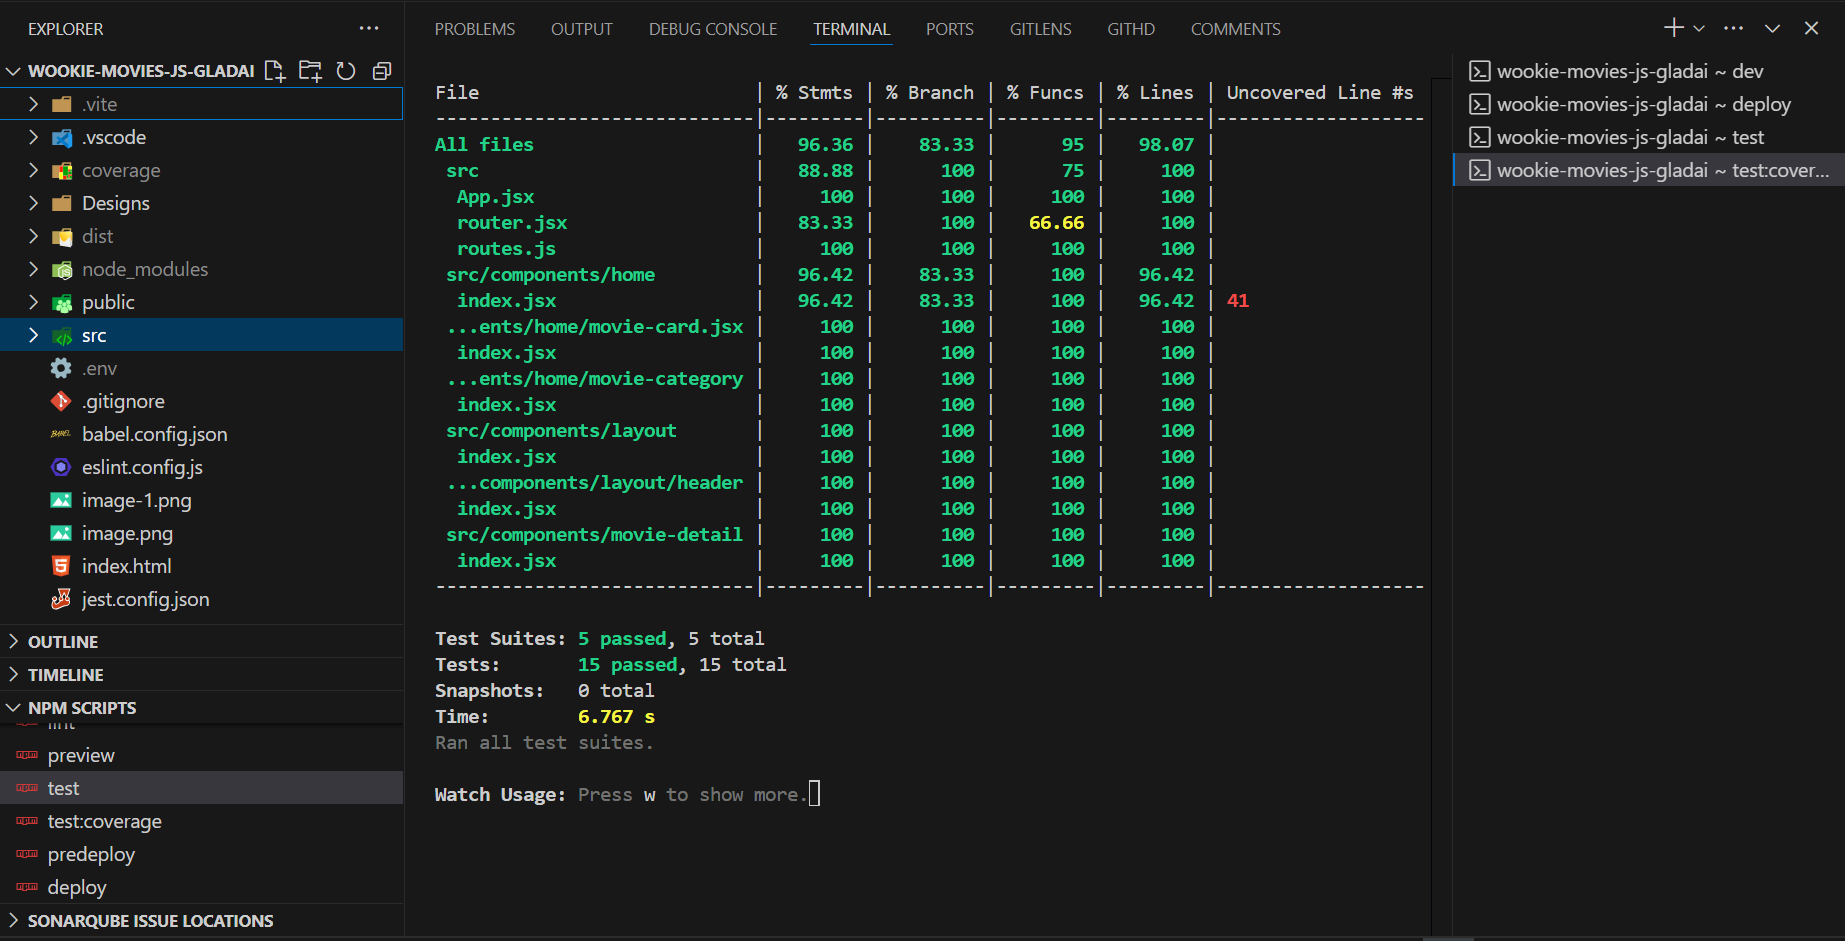 EXPLORER
WOOKIE-MOVIES-JS-GLADAI
.vite
.vscode
coverage
Designs
dist
node_modules
public
src
.env
.gitignore
babel.config.json
eslint.config.js
image-1.png
image.png
index.html
jest.config.json
OUTLINE
TIMELINE
NPM SCRIPTS
lint
preview
test
test:coverage
predeploy
deploy
SONARQUBE ISSUE LOCATIONS
PROBLEMS OUTPUT DEBUG CONSOLE TERMINAL PORTS GITLENS GITHD COMMENTS
File | % Stmts | % Branch | % Funcs | % Lines | Uncovered Line #s
-----------------------------|---------|----------|---------|---------|-------------------
All files | 96.36 | 83.33 | 95 | 98.07 |
src | 88.88 | 100 | 75 | 100 |
App.jsx | 100 | 100 | 100 | 100 |
router.jsx | 83.33 | 100 | 66.66 | 100 |
routes.js | 100 | 100 | 100 | 100 |
src/components/home | 96.42 | 83.33 | 100 | 96.42 |
index.jsx | 96.42 | 83.33 | 100 | 96.42 | 41
...ents/home/movie-card.jsx | 100 | 100 | 100 | 100 |
index.jsx | 100 | 100 | 100 | 100 |
...ents/home/movie-category | 100 | 100 | 100 | 100 |
index.jsx | 100 | 100 | 100 | 100 |
src/components/layout | 100 | 100 | 100 | 100 |
index.jsx | 100 | 100 | 100 | 100 |
...components/layout/header | 100 | 100 | 100 | 100 |
index.jsx | 100 | 100 | 100 | 100 |
src/components/movie-detail | 100 | 100 | 100 | 100 |
index.jsx | 100 | 100 | 100 | 100 |
-----------------------------|---------|----------|---------|---------|-------------------
Test Suites: 5 passed, 5 total
Tests: 15 passed, 15 total
Snapshots: 0 total
Time: 6.767 s
Ran all test suites.
Watch Usage: Press w to show more.
wookie-movies-js-gladai ~ dev
wookie-movies-js-gladai ~ deploy
wookie-movies-js-gladai ~ test
wookie-movies-js-gladai ~ test:cover...